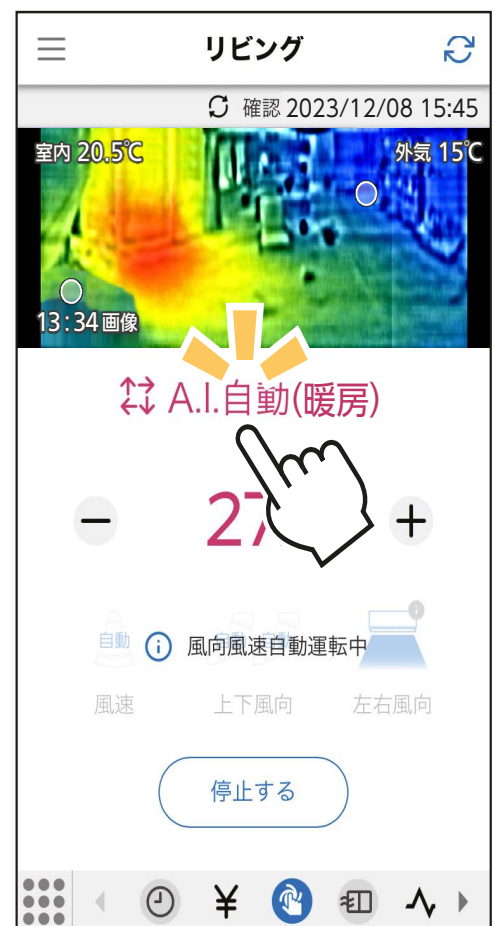 リビング
確認 2023/12/08 15:45
室内 20.5℃
外気 15℃
13:34画像
A.I.自動(暖房)
27
自動
風向風速自動運転中
風速
上下風向
左右風向
停止する
¥